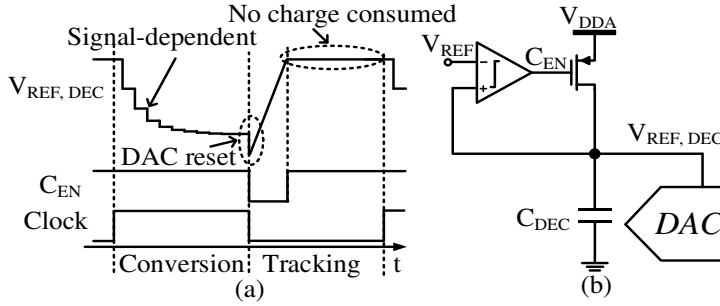 No charge consumed
Signal-dependent
V_REF, DEC
DAC reset
C_EN
Clock
Conversion Tracking t
(a)
V_DDA
V_REF
C_EN
V_REF, DEC
C_DEC
DAC
(b)